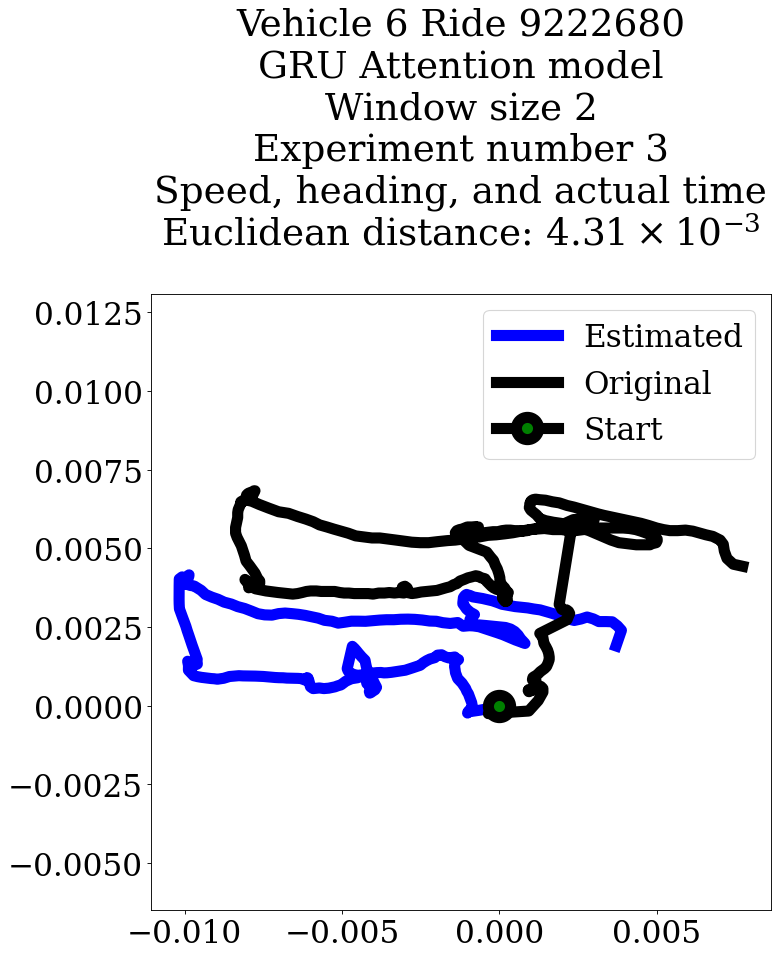 Vehicle 6 Ride 9222680
GRU Attention model
Window size 2
Experiment number 3
Speed, heading, and actual time
Euclidean distance: 4.31 × 10⁻³
Estimated
Original
Start
0.0125
0.0100
0.0075
0.0050
0.0025
0.0000
−0.0025
−0.0050
−0.010 −0.005 0.000 0.005